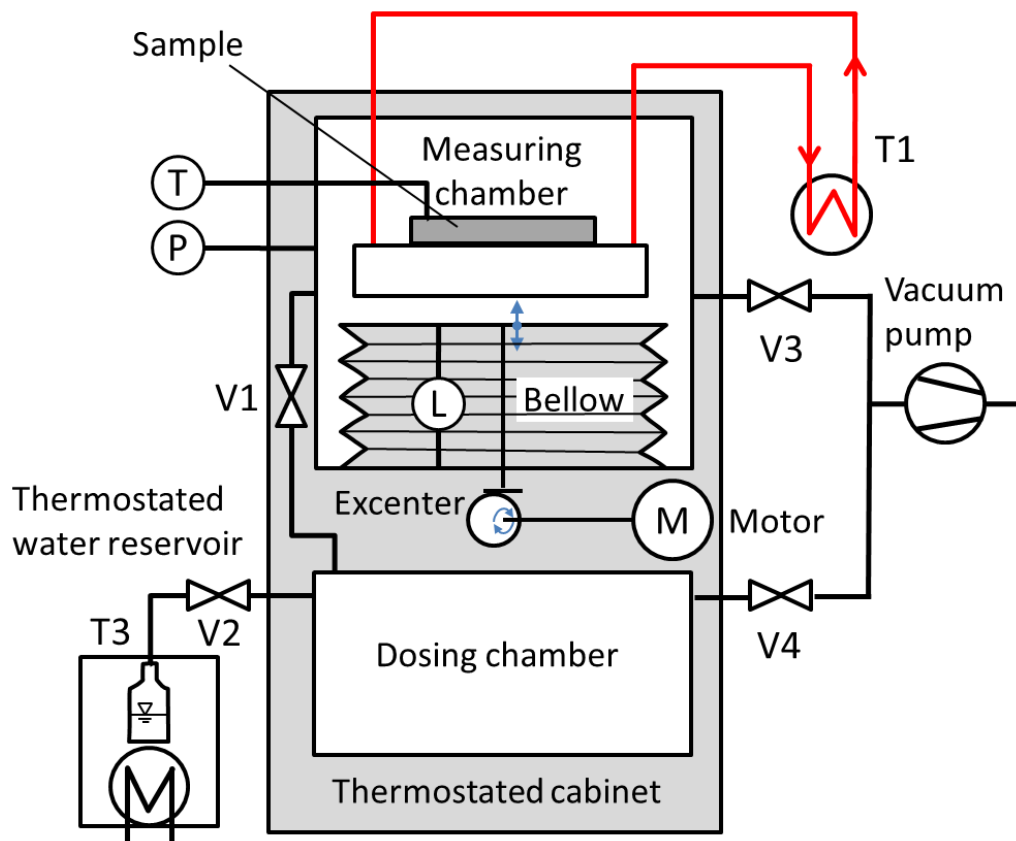 Sample
Measuring
chamber
T
P
T1
Vacuum
pump
V3
V1
L
Bellow
Excenter
M
Motor
Thermostated
water reservoir
T3
V2
Dosing chamber
V4
Thermostated cabinet